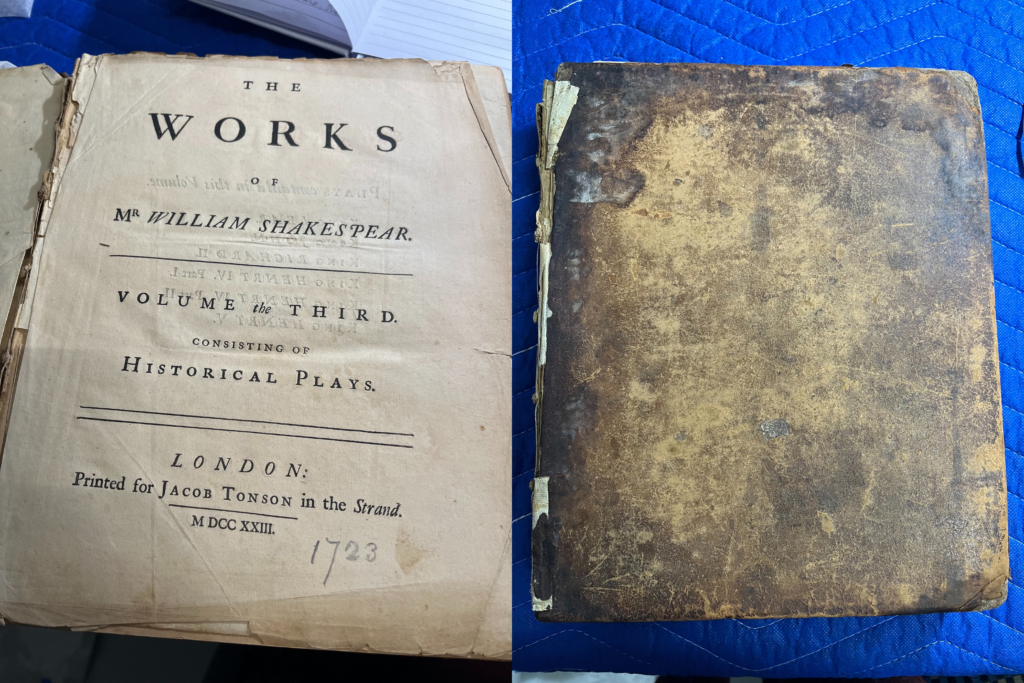 THE
WORKS
OF
MR WILLIAM SHAKESPEAR.
VOLUME the THIRD.
CONSISTING OF
HISTORICAL PLAYS.
LONDON:
Printed for JACOB TONSON in the Strand.
M DCC XXIII.
1723